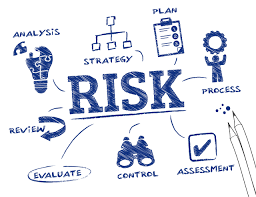 PLAN
ANALYSIS
STRATEGY
RISK
PROCESS
REVIEW
EVALUATE
CONTROL
ASSESSMENT